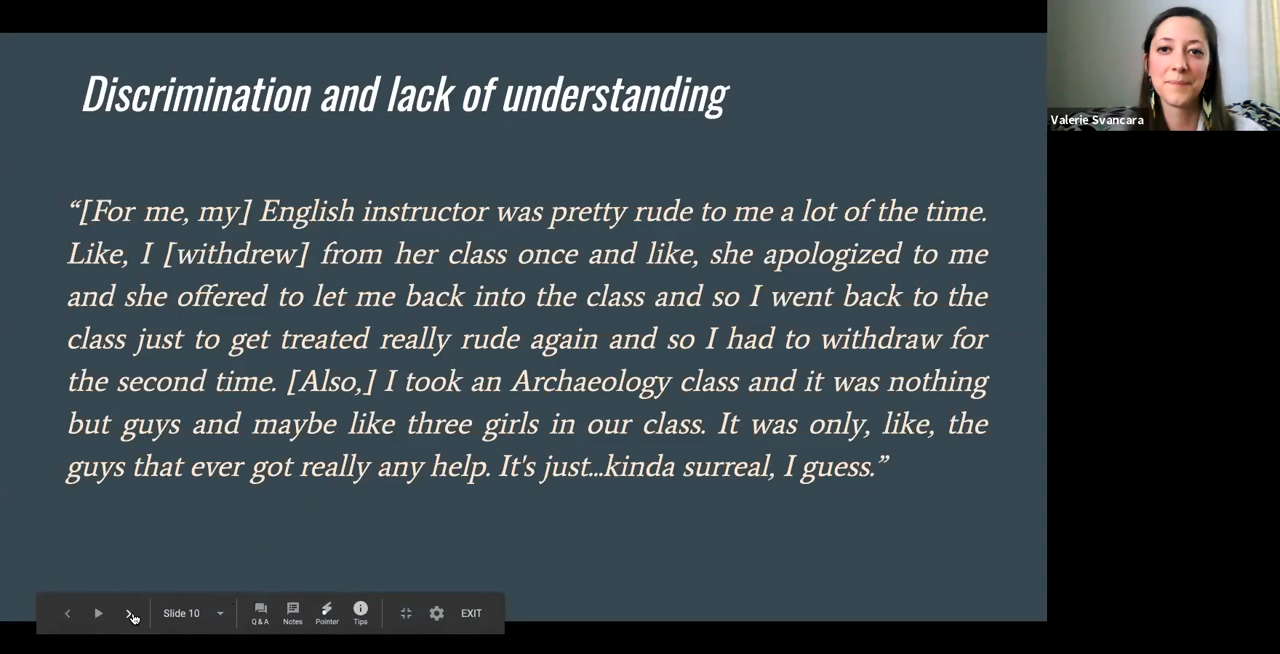 Discrimination and lack of understanding
Valerie Svancara
“[For me, my] English instructor was pretty rude to me a lot of the time.
Like, I [withdrew] from her class once and like, she apologized to me
and she offered to let me back into the class and so I went back to the
class just to get treated really rude again and so I had to withdraw for
the second time. [Also,] I took an Archaeology class and it was nothing
but guys and maybe like three girls in our class. It was only, like, the
guys that ever got really any help. It's just...kinda surreal, I guess.”
Slide 10
Q & A
Notes
Pointer
Tips
EXIT